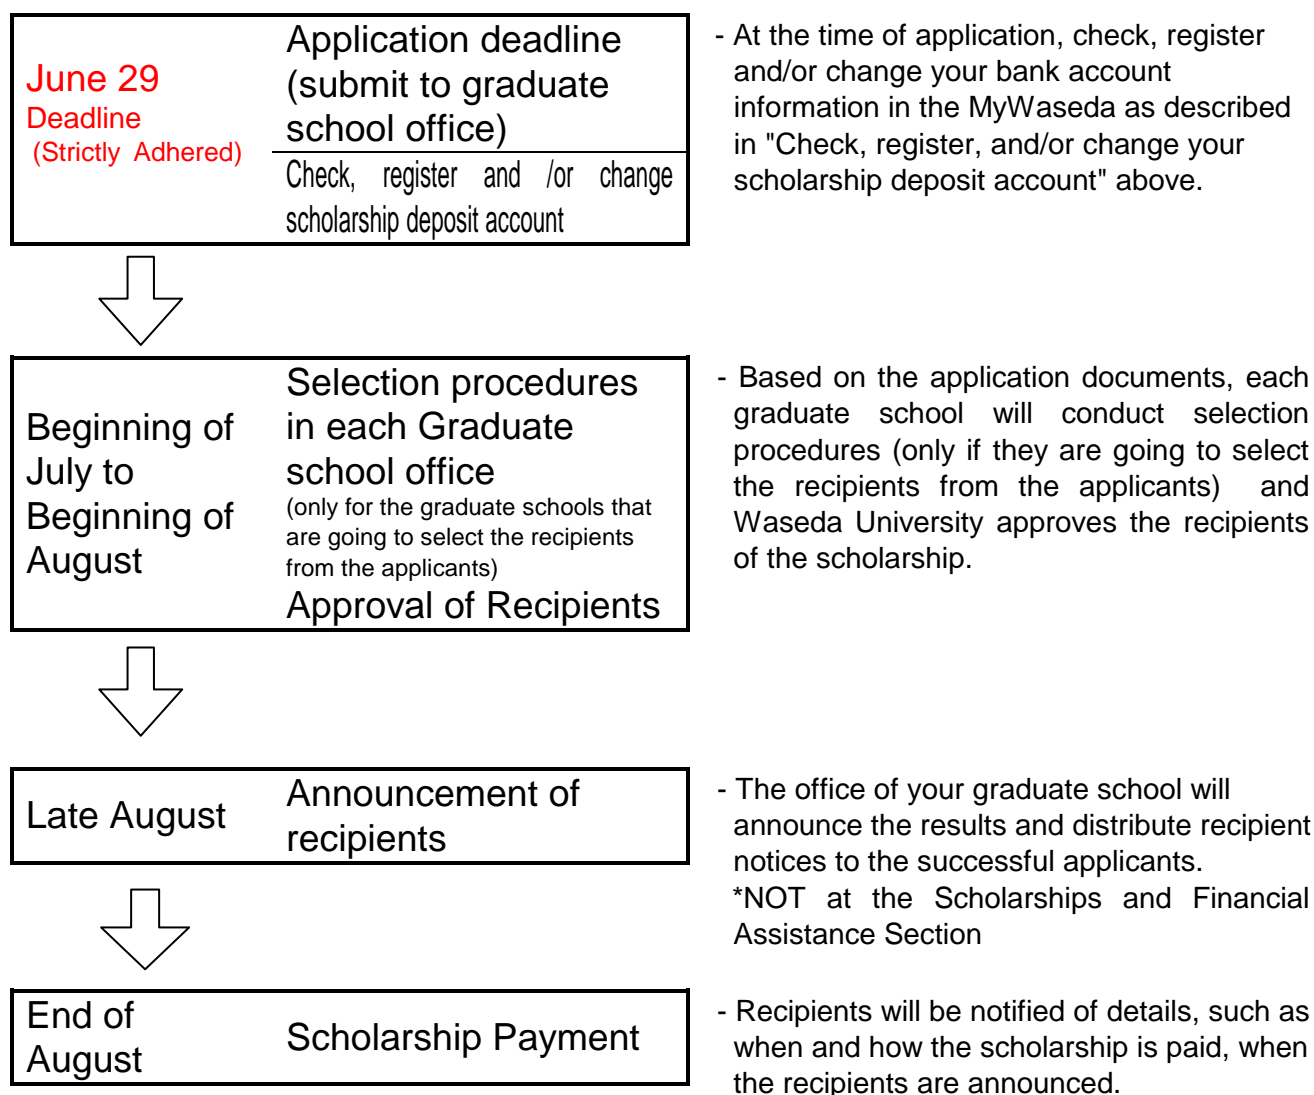 June 29
Deadline
(Strictly Adhered)
Application deadline
(submit to graduate
school office)
Check, register and /or change
scholarship deposit account
- At the time of application, check, register
and/or change your bank account
information in the MyWaseda as described
in "Check, register, and/or change your
scholarship deposit account" above.
Beginning of
July to
Beginning of
August
Selection procedures
in each Graduate
school office
(only for the graduate schools that
are going to select the recipients
from the applicants)
Approval of Recipients
- Based on the application documents, each
graduate school will conduct selection
procedures (only if they are going to select
the recipients from the applicants) and
Waseda University approves the recipients
of the scholarship.
Late August
Announcement of
recipients
- The office of your graduate school will
announce the results and distribute recipient
notices to the successful applicants.
*NOT at the Scholarships and Financial
Assistance Section
End of
August
Scholarship Payment
- Recipients will be notified of details, such as
when and how the scholarship is paid, when
the recipients are announced.